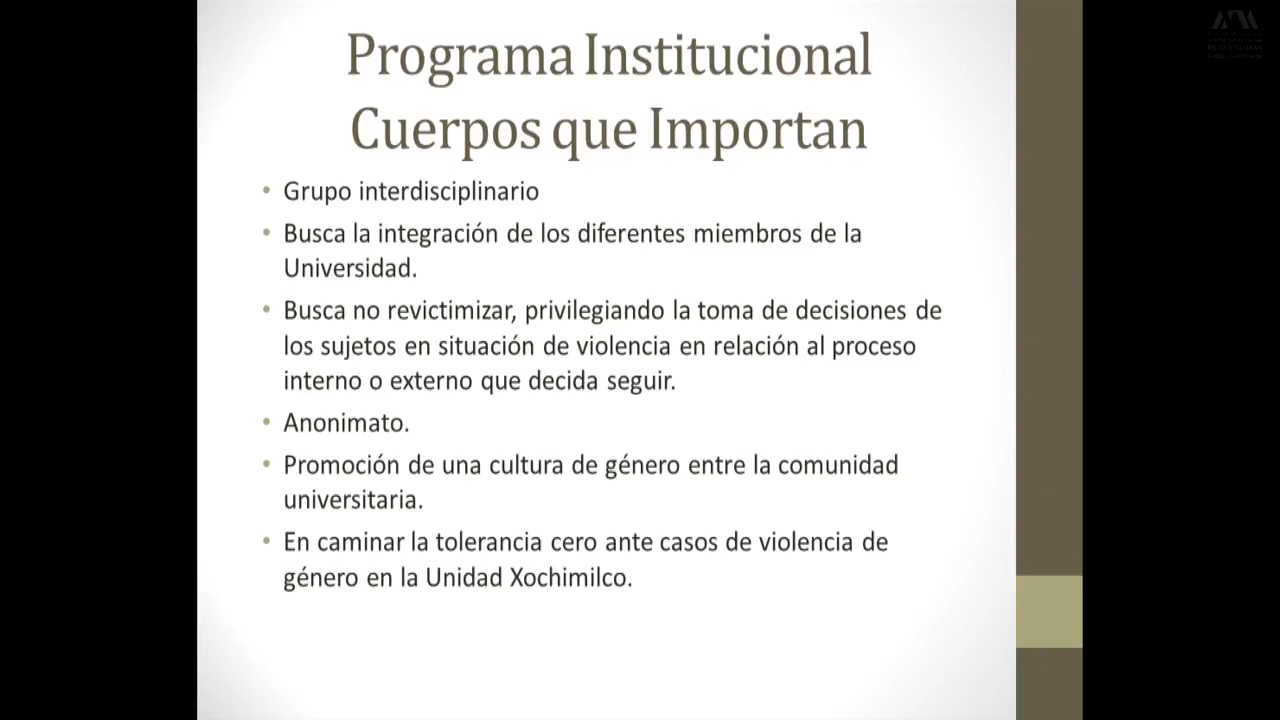 Programa Institucional
Cuerpos que Importan
• Grupo interdisciplinario
• Busca la integración de los diferentes miembros de la
Universidad.
• Busca no revictimizar, privilegiando la toma de decisiones de
los sujetos en situación de violencia en relación al proceso
interno o externo que decida seguir.
• Anonimato.
• Promoción de una cultura de género entre la comunidad
universitaria.
• En caminar la tolerancia cero ante casos de violencia de
género en la Unidad Xochimilco.
METROPOLITANA